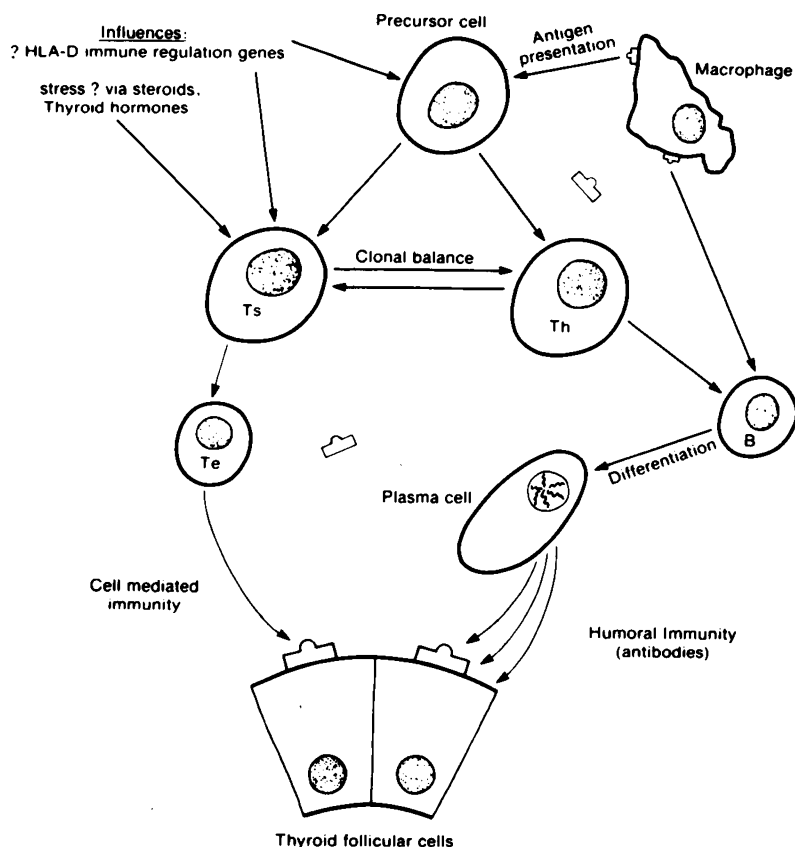 Influences:
? HLA-D immune regulation genes
stress ? via steroids.
Thyroid hormones
Precursor cell
Antigen
presentation
Macrophage
Ts
Clonal balance
Th
Te
B
Differentiation
Plasma cell
Cell mediated
immunity
Humoral Immunity
(antibodies)
Thyroid follicular cells